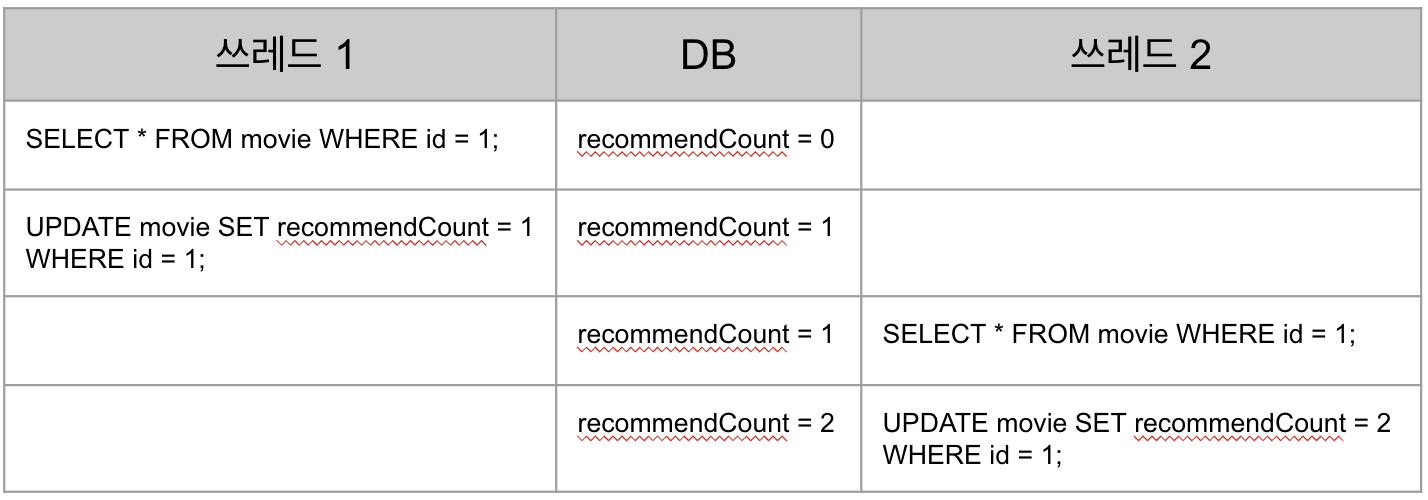 쓰레드 1
DB
쓰레드 2
SELECT * FROM movie WHERE id = 1;
recommendCount = 0
UPDATE movie SET recommendCount = 1
WHERE id = 1;
recommendCount = 1
recommendCount = 1
SELECT * FROM movie WHERE id = 1;
recommendCount = 2
UPDATE movie SET recommendCount = 2
WHERE id = 1;